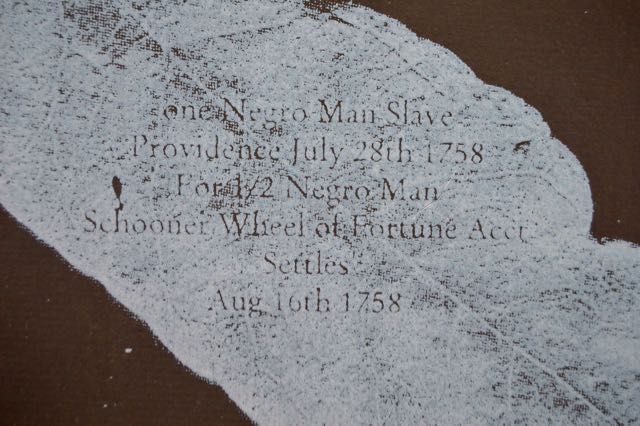 one Negro Man Slave
Providence July 28th 1758
For 1/2 Negro Man
Schooner Wheel of Fortune Acct
Settles
Aug 16th 1758